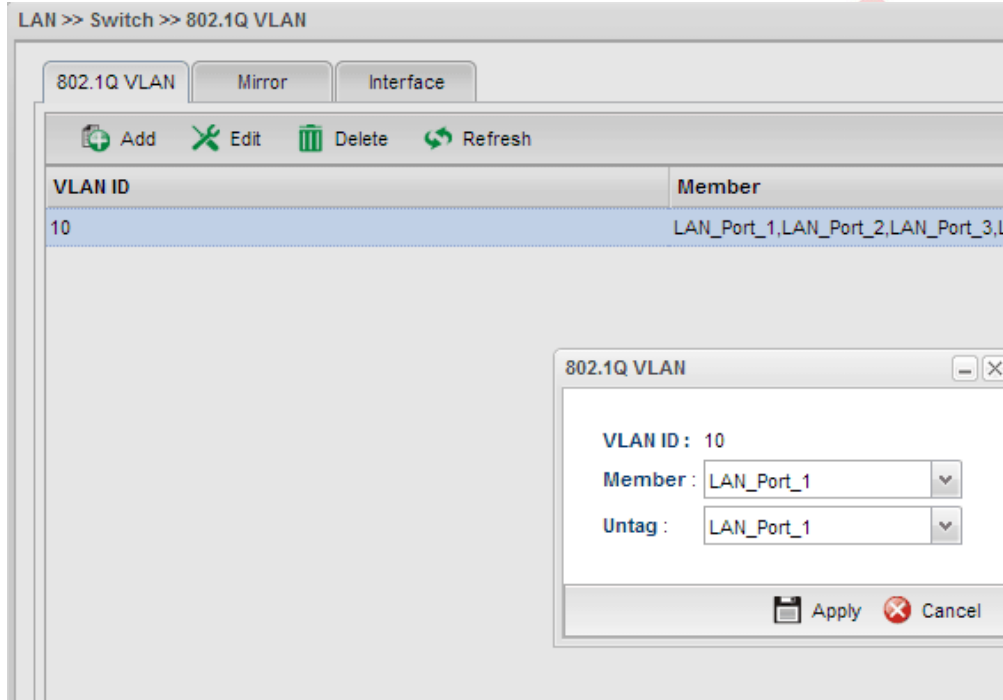 LAN >> Switch >> 802.1Q VLAN
802.1Q VLAN Mirror Interface
Add Edit Delete Refresh
VLAN ID Member
10 LAN_Port_1,LAN_Port_2,LAN_Port_3,L
802.1Q VLAN
VLAN ID : 10
Member : LAN_Port_1
Untag : LAN_Port_1
Apply Cancel